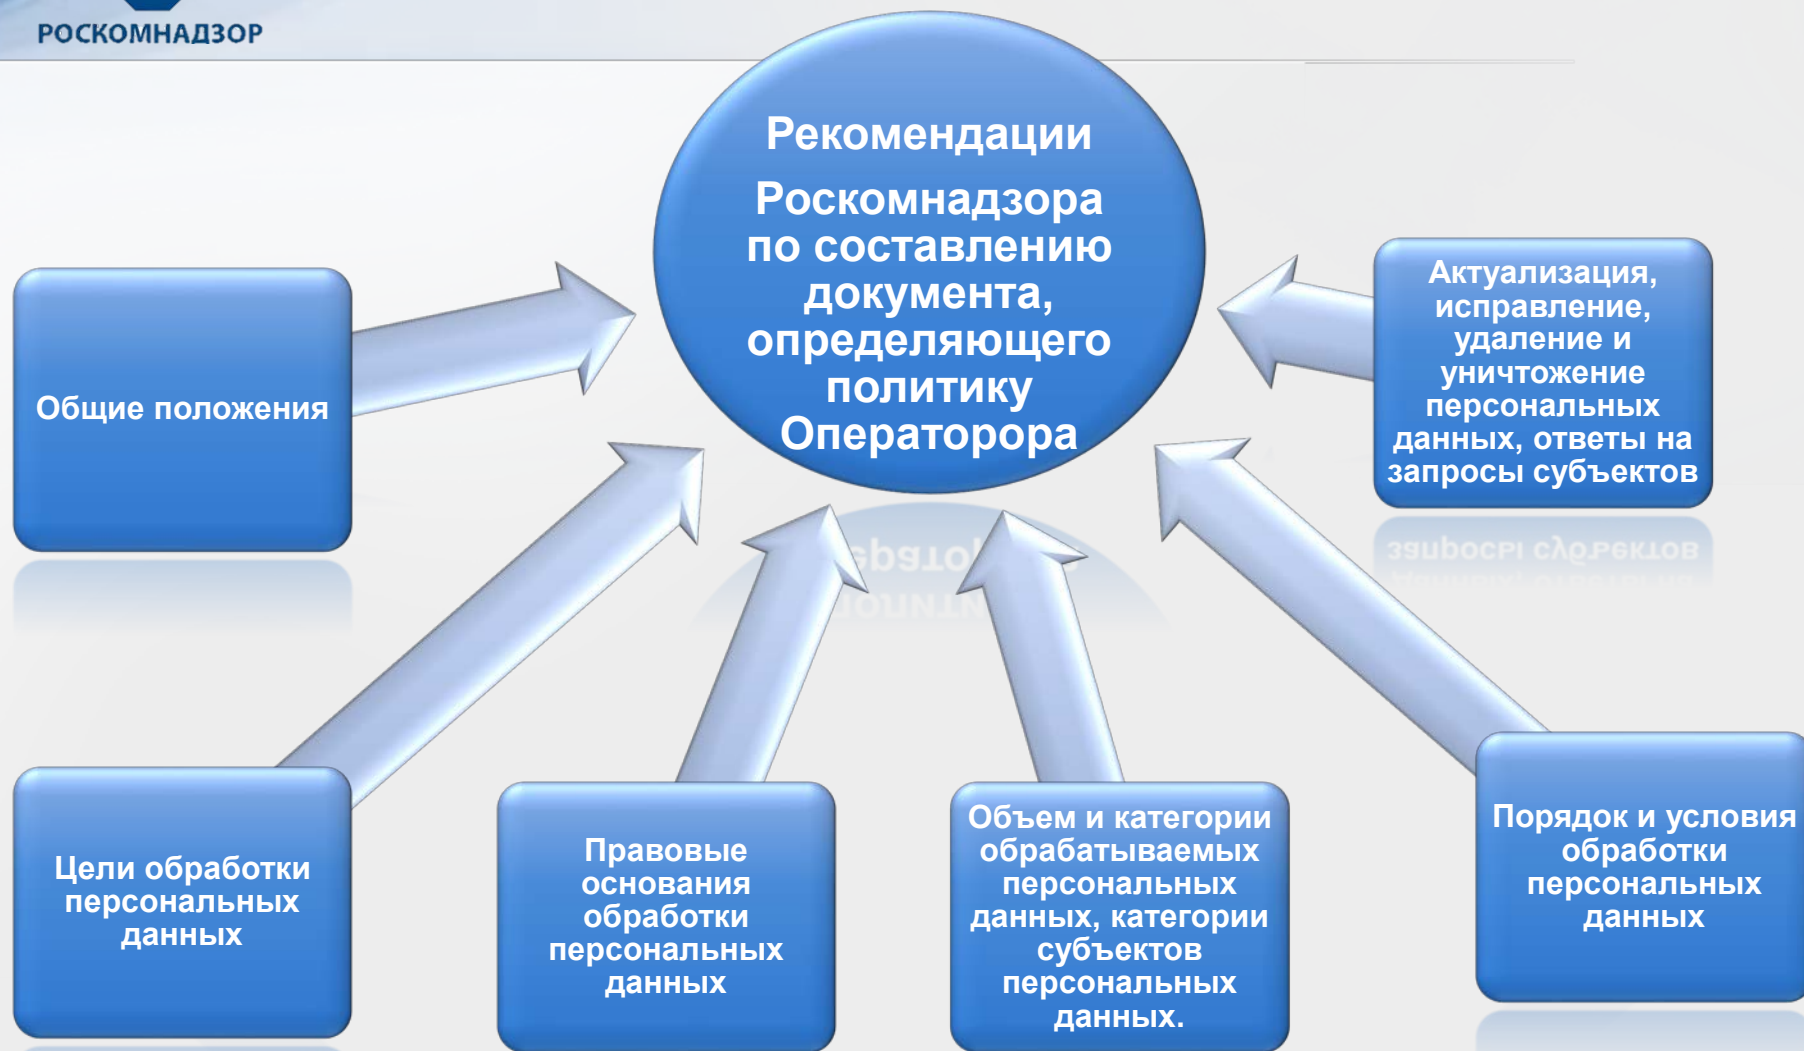 РОСКОМНАДЗОР
Рекомендации
Роскомнадзора
по составлению
документа,
определяющего
политику
Операторора
Общие положения
Актуализация,
исправление,
удаление и
уничтожение
персональных
данных, ответы на
запросы субъектов
Цели обработки
персональных
данных
Правовые
основания
обработки
персональных
данных
Объем и категории
обрабатываемых
персональных
данных, категории
субъектов
персональных
данных.
Порядок и условия
обработки
персональных
данных